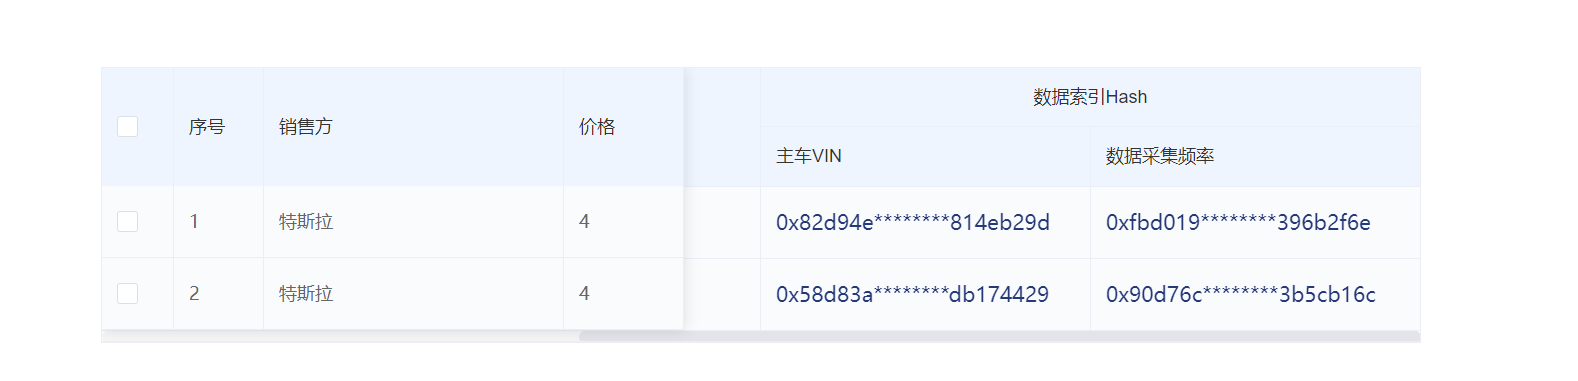 数据索引Hash
序号 销售方 价格
主车VIN 数据采集频率
1 特斯拉 4 0x82d94e********814eb29d 0xfbd019********396b2f6e
2 特斯拉 4 0x58d83a********db174429 0x90d76c********3b5cb16c